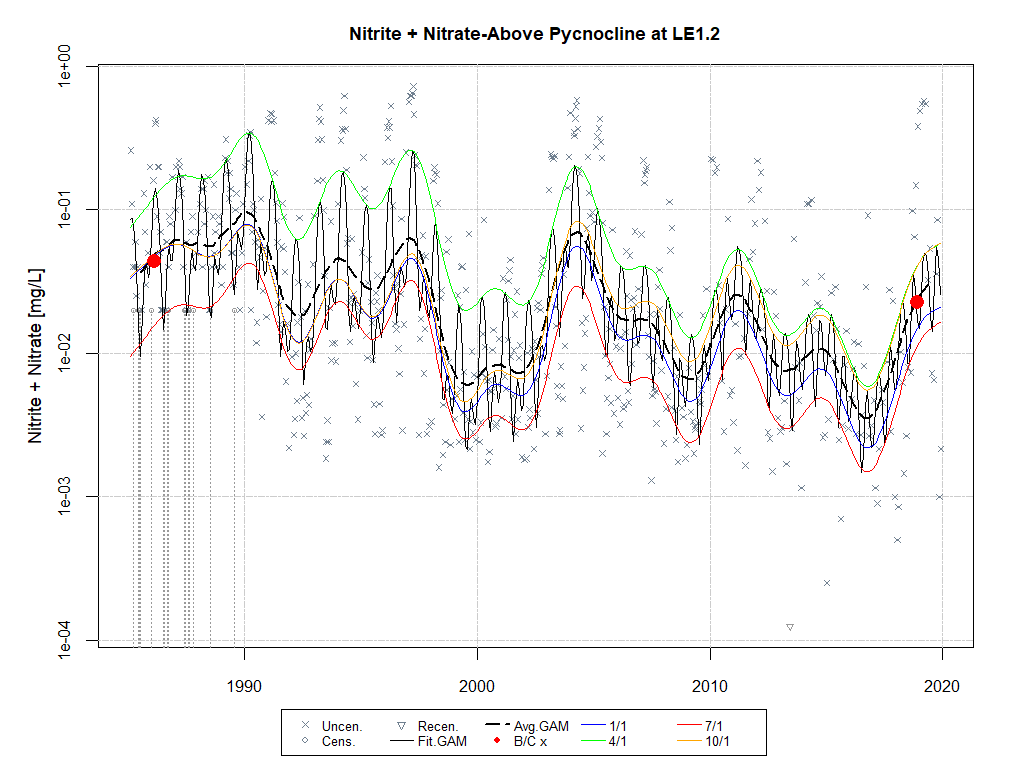 Nitrite + Nitrate-Above Pycnocline at LE1.2
Nitrite + Nitrate [mg/L]
1e+00
1e-01
1e-02
1e-03
1e-04
1990 2000 2010 2020
Uncen. Recen. Avg.GAM 1/1 7/1
Cens. Fit.GAM B/C x 4/1 10/1